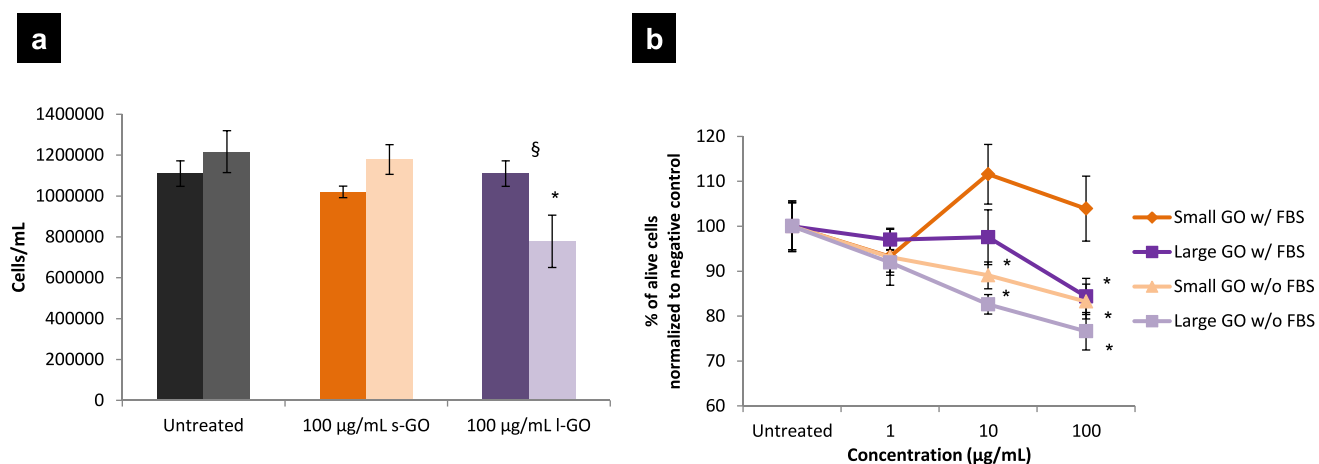 a
Cells/mL
1400000
1200000
1000000
800000
600000
400000
200000
0
§
*
Untreated
100 µg/mL s-GO
100 µg/mL l-GO
b
% of alive cells
normalized to negative control
120
110
100
90
80
70
60
*
*
*
*
*
Untreated
1
10
100
Concentration (µg/mL)
Small GO w/ FBS
Large GO w/ FBS
Small GO w/o FBS
Large GO w/o FBS